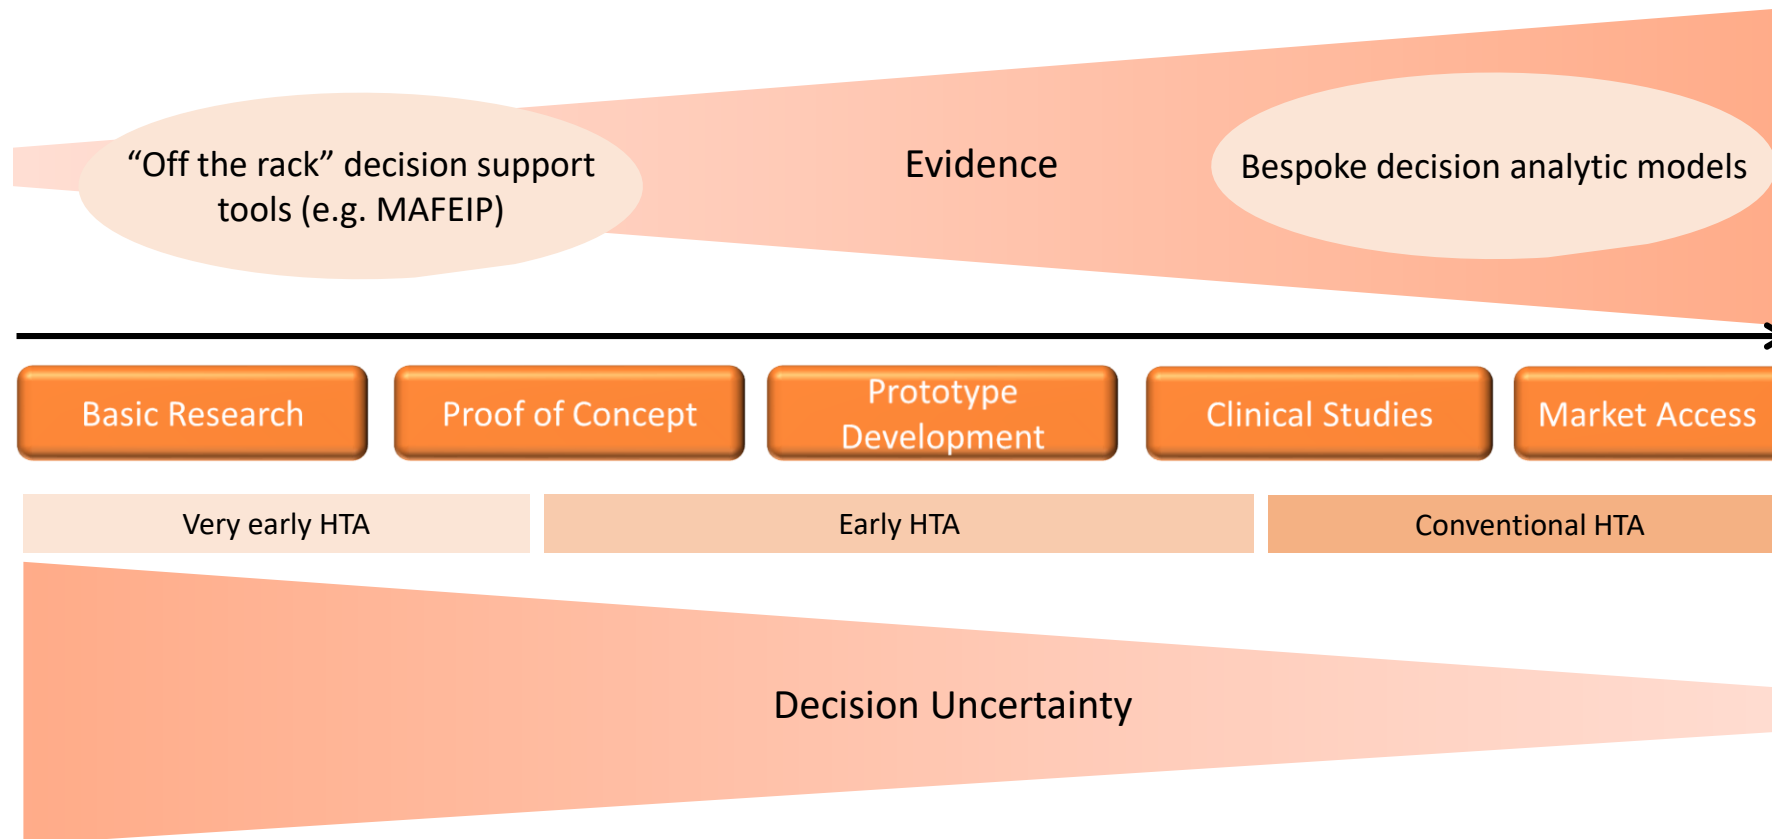 “Off the rack” decision support
tools (e.g. MAFEIP)
Evidence
Bespoke decision analytic models
Basic Research
Proof of Concept
Prototype
Development
Clinical Studies
Market Access
Very early HTA
Early HTA
Conventional HTA
Decision Uncertainty